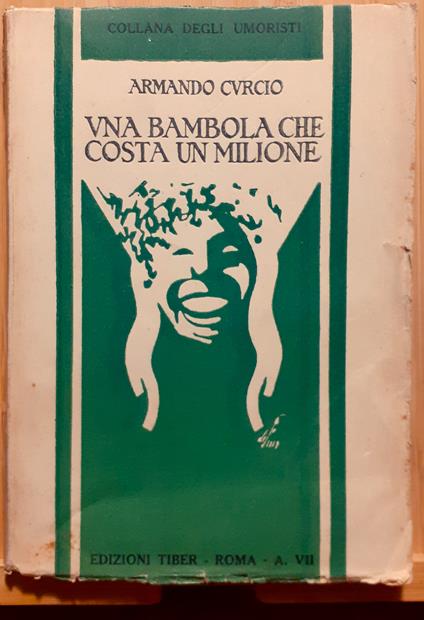 COLLANA DEGLI UMORISTI
ARMANDO CVRCIO
VNA BAMBOLA CHE
COSTA UN MILIONE
EDIZIONI TIBER - ROMA - A. VII